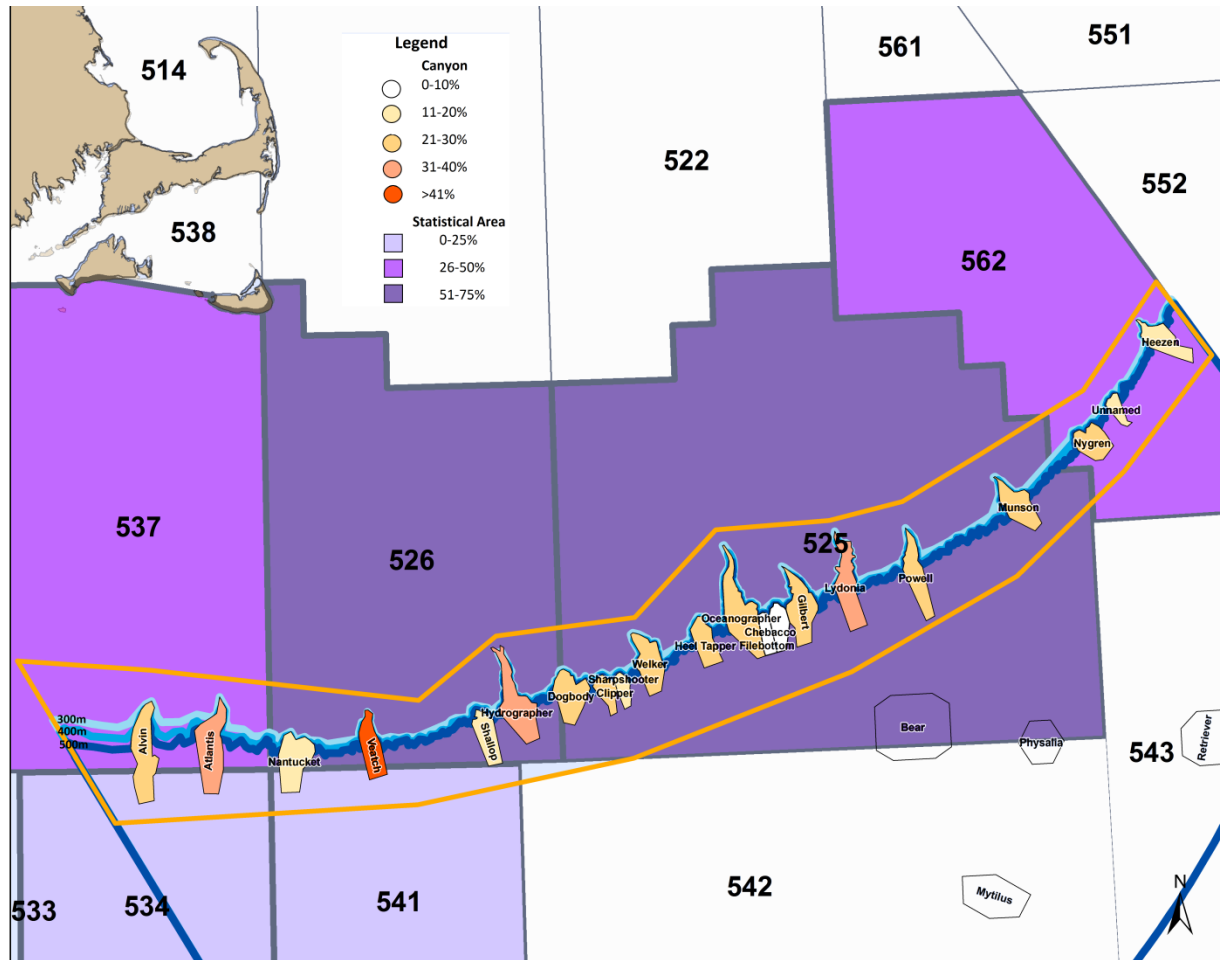 514
538
Legend
Canyon
0-10%
11-20%
21-30%
31-40%
>41%
Statistical Area
0-25%
26-50%
51-75%
561
551
522
552
562
537
526
525
Heezen
Unnamed
Nygren
Munson
Powell
Lydonia
Gilbert
Oceanographer
Chebacco
Heel Tapper
Filebottom
Welker
Sharpshooter
Dogbody
Clipper
Hydrographer
Shallop
Veatch
Nantucket
Atlantis
Alvin
300m
400m
500m
Bear
Physalia
Retriever
543
Mytilus
N
533
534
541
542